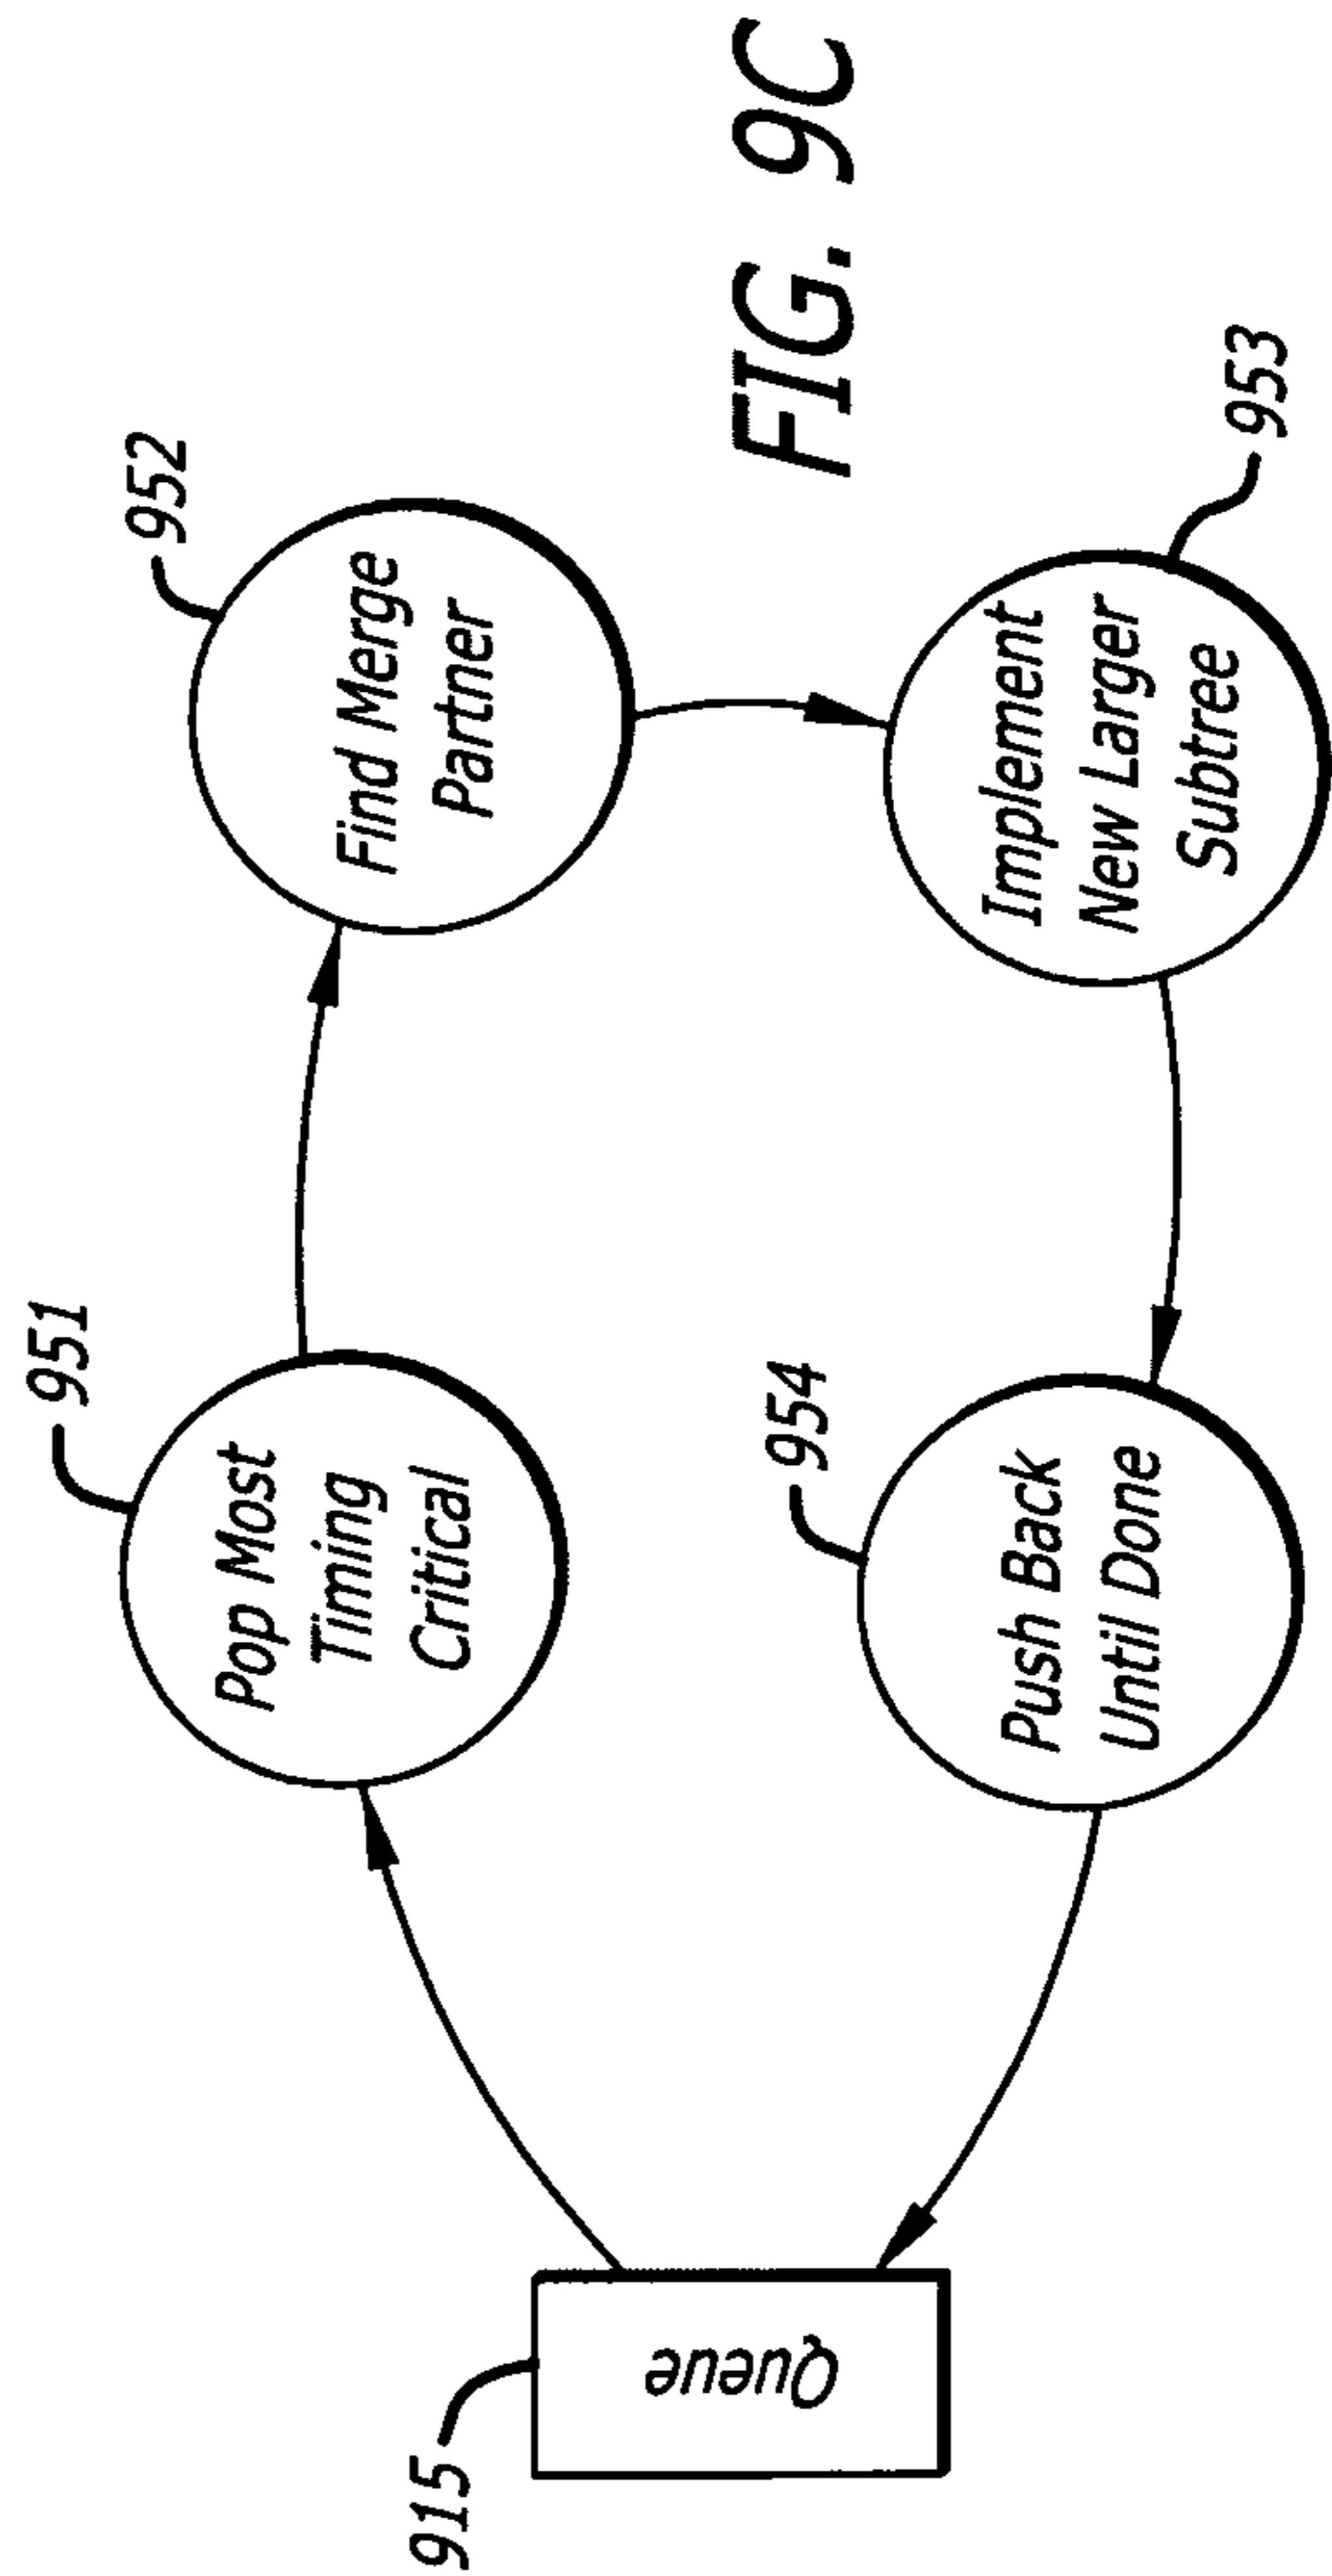 915
Queue
951
Pop Most
Timing
Critical
952
Find Merge
Partner
953
Implement
New Larger
Subtree
954
Push Back
Until Done
FIG. 9C